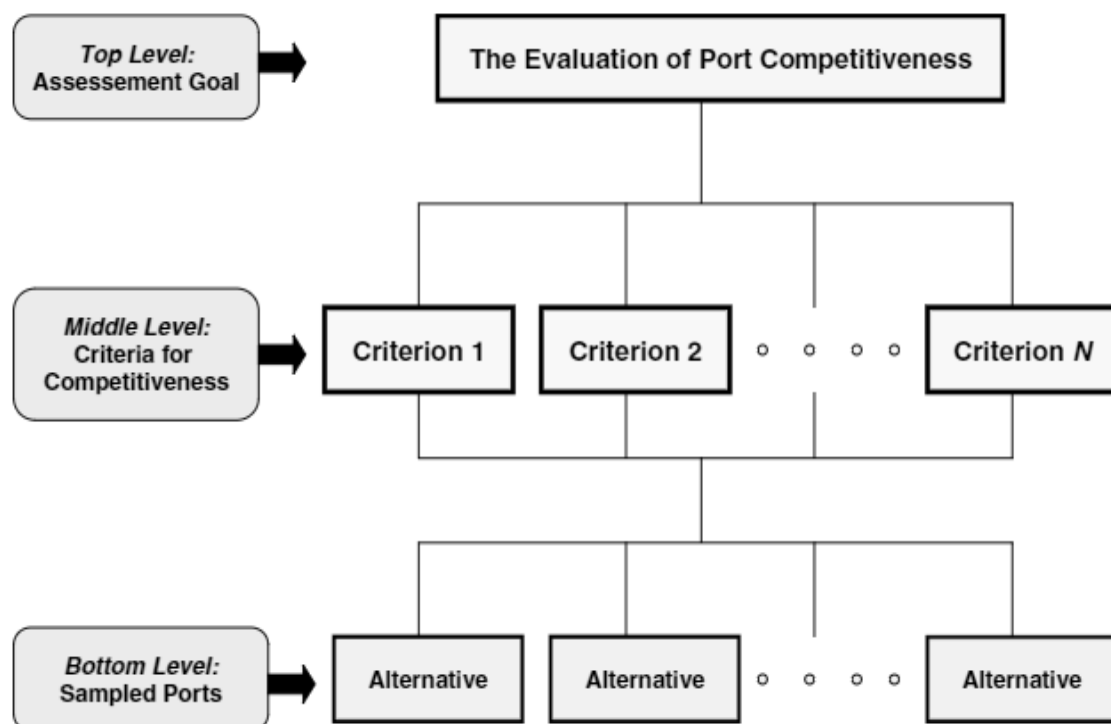 Top Level:
Assessement Goal
The Evaluation of Port Competitiveness
Middle Level:
Criteria for
Competitiveness
Criterion 1
Criterion 2
Criterion N
Bottom Level:
Sampled Ports
Alternative
Alternative
Alternative